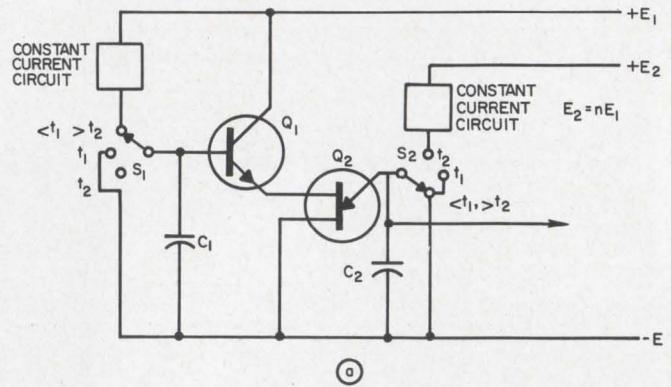 +E1
CONSTANT
CURRENT
CIRCUIT
+E2
Q1
CONSTANT
CURRENT
CIRCUIT
E2 = nE1
<t1 >t2
Q2
S2
t2
t1
t1
S1
t2
<t1, >t2
C1
C2
-E
a